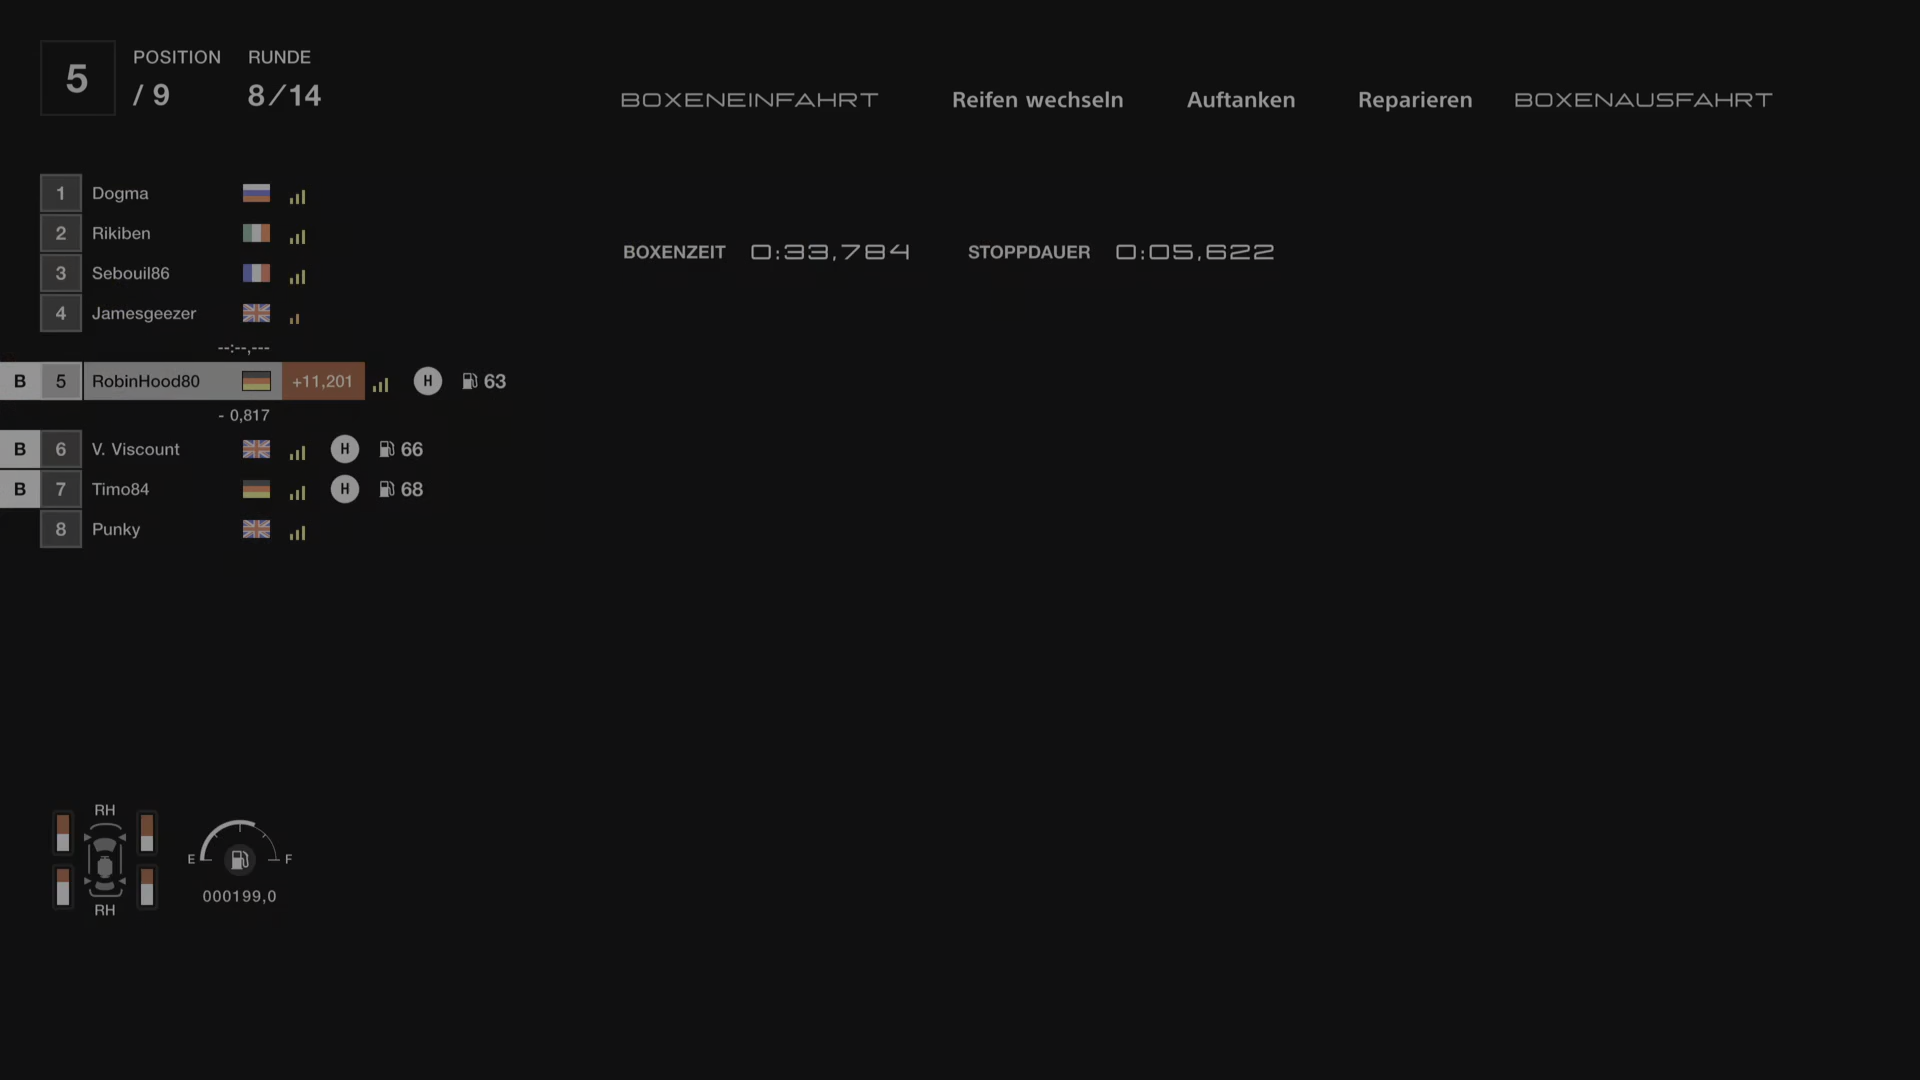 5 POSITION RUNDE
/ 9 8/14
BOXENEINFAHRT Reifen wechseln Auftanken Reparieren BOXENAUSFAHRT
1 Dogma
2 Rikiben
BOXENZEIT 0:33,784 STOPPDAUER 0:05,622
3 Sebouil86
4 Jamesgeezer
--:--,---
B 5 RobinHood80 +11,201 H 63
- 0,817
B 6 V. Viscount H 66
B 7 Timo84 H 68
8 Punky
RH
E F
000199,0
RH